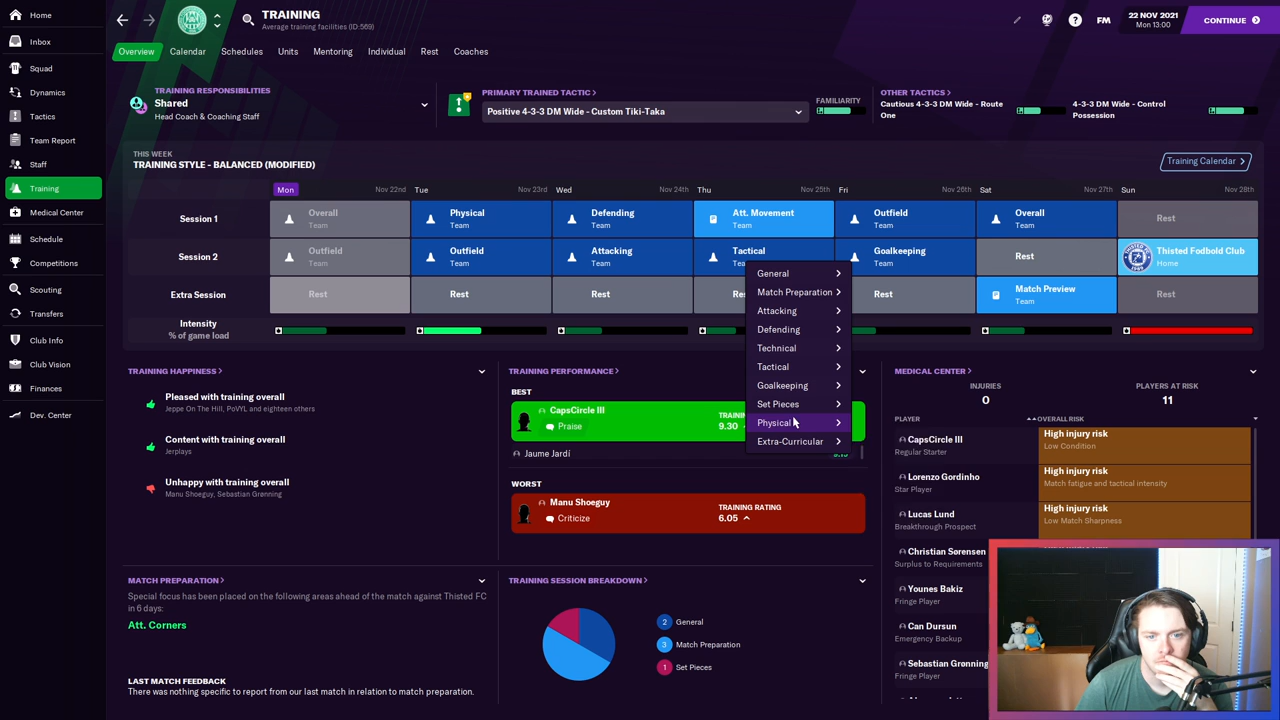 Home
Inbox
Squad
Dynamics
Tactics
Team Report
Staff
Training
Medical Center
Schedule
Competitions
Scouting
Transfers
Club Info
Club Vision
Finances
Dev. Center
TRAINING
Average training facilities (ID:569)
FM
22 NOV 2021
Mon 13:00
CONTINUE
Overview
Calendar
Schedules
Units
Mentoring
Individual
Rest
Coaches
TRAINING RESPONSIBILITIES
Shared
Head Coach & Coaching Staff
PRIMARY TRAINED TACTIC
Positive 4-3-3 DM Wide - Custom Tiki-Taka
FAMILIARITY
OTHER TACTICS
Cautious 4-3-3 DM Wide - Route
One
4-3-3 DM Wide - Control
Possession
THIS WEEK
TRAINING STYLE - BALANCED (MODIFIED)
Training Calendar
Mon Nov 22nd Tue Nov 23rd Wed Nov 24th Thu Nov 25th Fri Nov 26th Sat Nov 27th Sun Nov 28th
Session 1
Overall
Team
Physical
Team
Defending
Team
Att. Movement
Team
Outfield
Team
Overall
Team
Rest
Session 2
Outfield
Team
Outfield
Team
Attacking
Team
Tactical
Team
Goalkeeping
Team
Rest
Thisted Fodbold Club
Home
Extra Session
Rest
Rest
Rest
Rest
Match Preview
Team
Rest
Intensity
% of game load
General
Match Preparation
Attacking
Defending
Technical
Tactical
Goalkeeping
Set Pieces
Physical
Extra-Curricular
TRAINING HAPPINESS
Pleased with training overall
Jeppe On The Hill, PoVYL and eighteen others
Content with training overall
Jerplays
Unhappy with training overall
Manu Shoeguy, Sebastian Grønning
TRAINING PERFORMANCE
BEST
CapsCircle III
Praise
9.30
Jaume Jardí
WORST
Manu Shoeguy
Criticize
TRAINING RATING
6.05
MEDICAL CENTER
INJURIES
0
PLAYERS AT RISK
11
PLAYER
OVERALL RISK
CapsCircle III
Regular Starter
High injury risk
Low Condition
Lorenzo Gordinho
Star Player
High injury risk
Match fatigue and tactical intensity
Lucas Lund
Breakthrough Prospect
High injury risk
Low Match Sharpness
Christian Sørensen
Surplus to Requirements
Younes Bakiz
Fringe Player
Can Dursun
Emergency Backup
Sebastian Grønning
Fringe Player
MATCH PREPARATION
Special focus has been placed on the following areas ahead of the match against Thisted FC
in 6 days:
Att. Corners
LAST MATCH FEEDBACK
There was nothing specific to report from our last match in relation to match preparation.
TRAINING SESSION BREAKDOWN
2 General
3 Match Preparation
1 Set Pieces